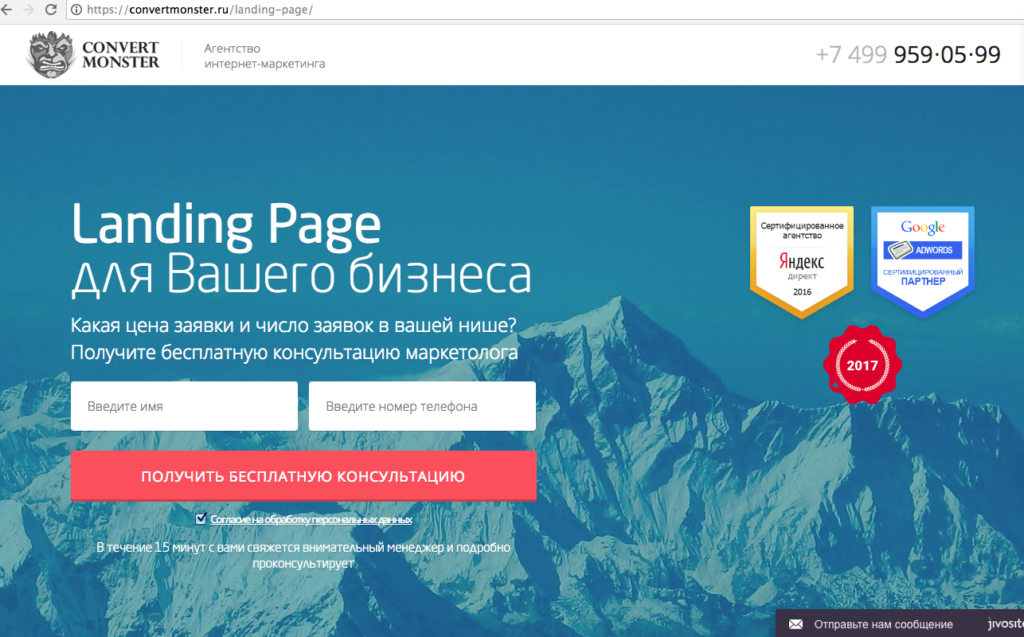 https://convertmonster.ru/landing-page/
CONVERT
MONSTER
Агентство
интернет-маркетинга
+7 499 959·05·99
Landing Page
для Вашего бизнеса
Какая цена заявки и число заявок в вашей нише?
Получите бесплатную консультацию маркетолога
Введите имя
Введите номер телефона
ПОЛУЧИТЬ БЕСПЛАТНУЮ КОНСУЛЬТАЦИЮ
Согласие на обработку персональных данных
В течение 15 минут с вами свяжется внимательный менеджер и подробно
проконсультирует
Сертифицированное
агентство
Яндекс
директ
2016
Google
ADWORDS
СЕРТИФИЦИРОВАННЫЙ
ПАРТНЕР
2017
Отправьте нам сообщение
jivosite